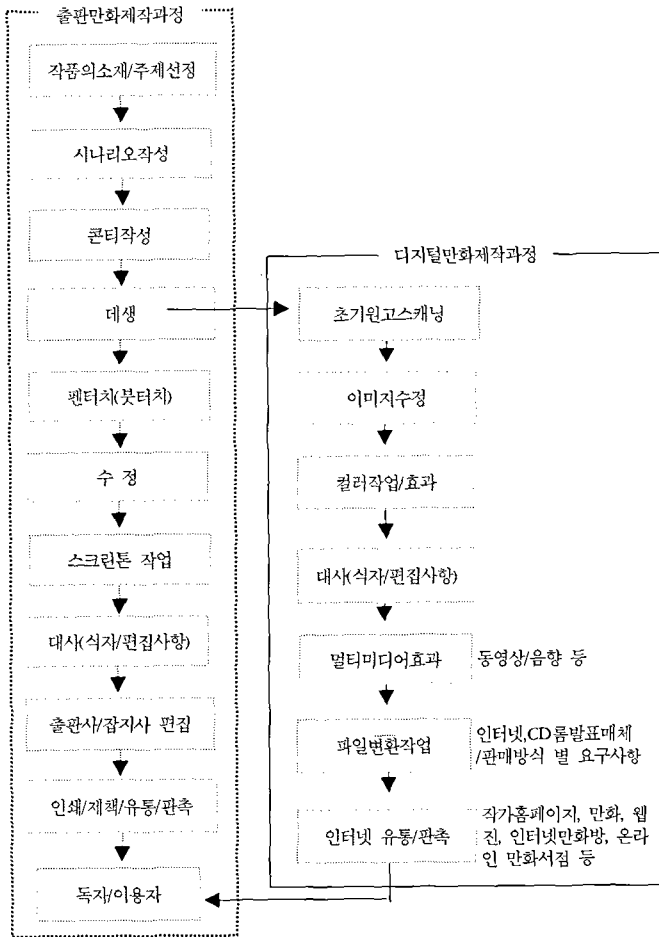 출판만화제작과정
작품의소재/주제선정
시나리오작성
콘티작성
데생
펜터치(붓터치)
수 정
스크린톤 작업
대사(식자/편집사항)
출판사/잡지사 편집
인쇄/제책/유통/판촉
독자/이용자
디지털만화제작과정
초기원고스캐닝
이미지수정
컬러작업/효과
대사(식자/편집사항)
멀티미디어효과
동영상/음향 등
파일변환작업
인터넷,CD롬발표매체
/판매방식 별 요구사항
인터넷 유통/판촉
작가홈페이지, 만화, 웹
진, 인터넷만화방, 온라
인 만화서점 등